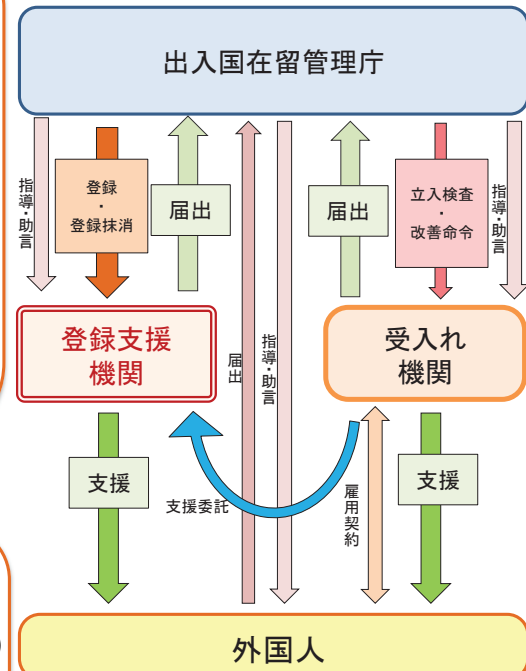 出入国在留管理庁
指導・助言
登録
・
登録抹消
届出
届出
立入検査
・
改善命令
指導・助言
登録支援
機関
届出
指導・助言
受入れ
機関
支援
支援委託
雇用契約
支援
外国人